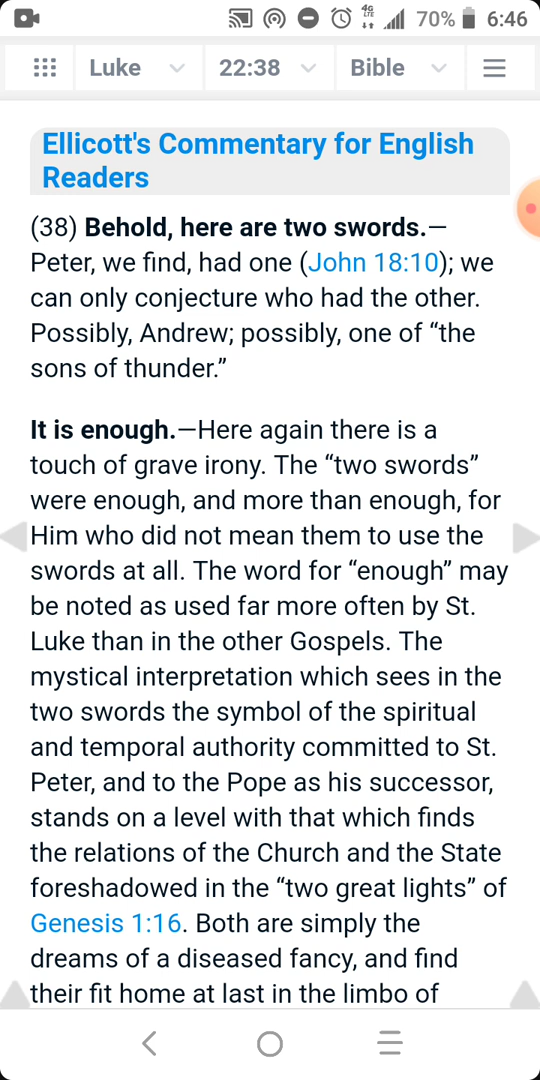 4G
LTE
70%
6:46
Luke
22:38
Bible
Ellicott's Commentary for English
Readers
(38) Behold, here are two swords.—
Peter, we find, had one (John 18:10); we
can only conjecture who had the other.
Possibly, Andrew; possibly, one of “the
sons of thunder.”
It is enough.—Here again there is a
touch of grave irony. The “two swords”
were enough, and more than enough, for
Him who did not mean them to use the
swords at all. The word for “enough” may
be noted as used far more often by St.
Luke than in the other Gospels. The
mystical interpretation which sees in the
two swords the symbol of the spiritual
and temporal authority committed to St.
Peter, and to the Pope as his successor,
stands on a level with that which finds
the relations of the Church and the State
foreshadowed in the “two great lights” of
Genesis 1:16. Both are simply the
dreams of a diseased fancy, and find
their fit home at last in the limbo of